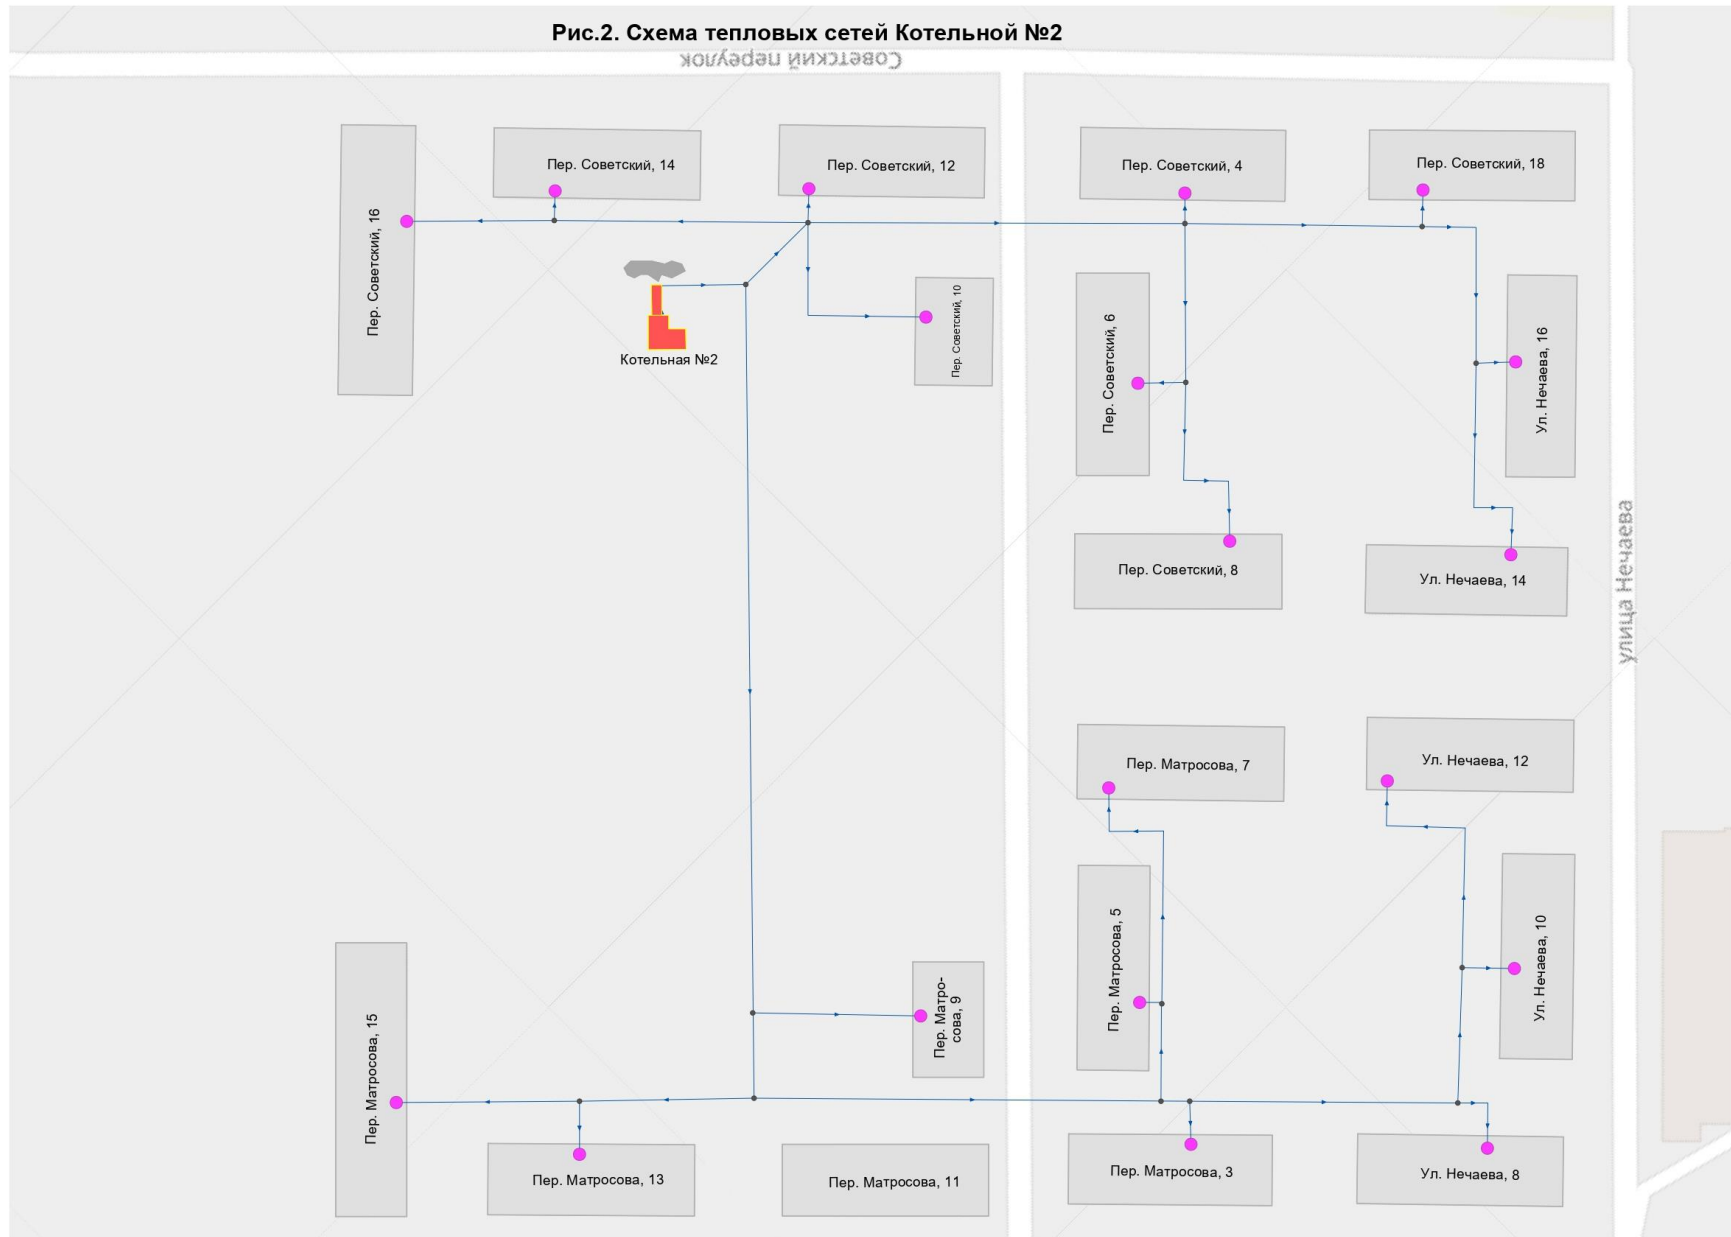 Рис.2. Схема тепловых сетей Котельной №2
Советский переулок
Пер. Советский, 16
Пер. Советский, 14
Пер. Советский, 12
Пер. Советский, 4
Пер. Советский, 18
Котельная №2
Пер. Советский, 10
Пер. Советский, 6
Ул. Нечаева, 16
Пер. Советский, 8
Ул. Нечаева, 14
улица Нечаева
Пер. Матросова, 7
Ул. Нечаева, 12
Пер. Матросова, 5
Ул. Нечаева, 10
Пер. Матро-
сова, 9
Пер. Матросова, 15
Пер. Матросова, 13
Пер. Матросова, 11
Пер. Матросова, 3
Ул. Нечаева, 8